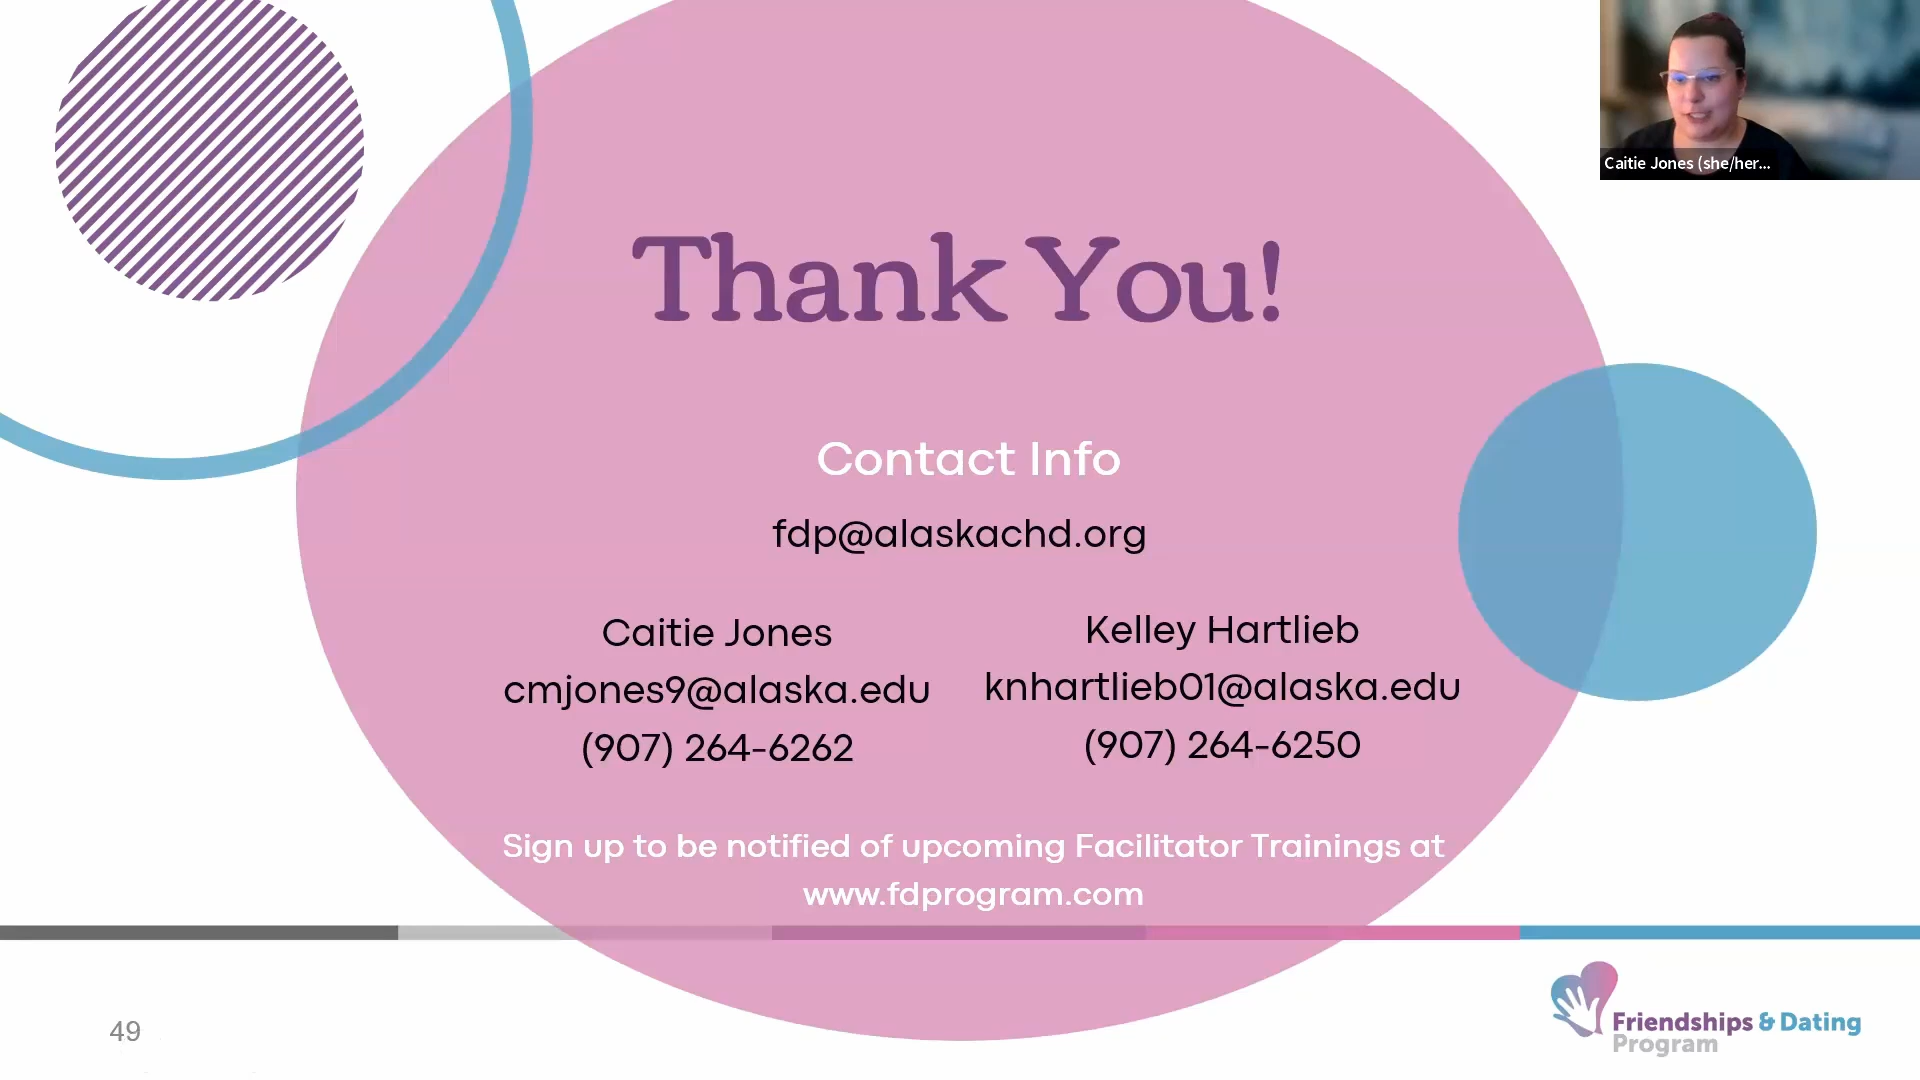 Caitie Jones (she/her...
Thank You!
Contact Info
fdp@alaskachd.org
Caitie Jones
cmjones9@alaska.edu
(907) 264-6262
Kelley Hartlieb
knhartlieb01@alaska.edu
(907) 264-6250
Sign up to be notified of upcoming Facilitator Trainings at
www.fdprogram.com
49
Friendships & Dating
Program